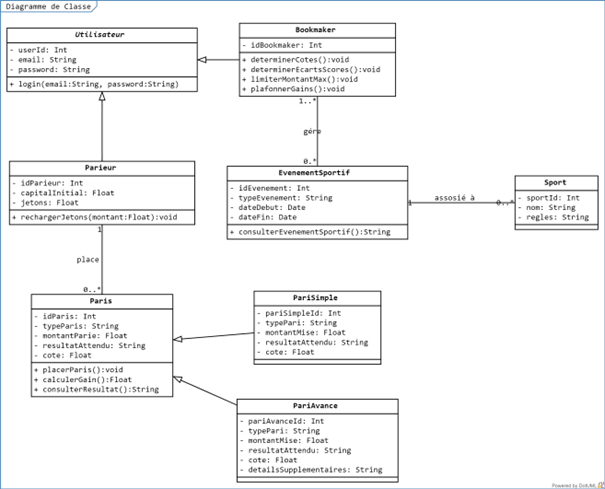 Diagramme de Classe
Utilisateur
- userId: Int
- email: String
- password: String
+ login(email:String, password:String)
Bookmaker
- idBookmaker: Int
+ determinerCotes():void
+ determinerEcartsScores():void
+ limiterMontantMax():void
+ plafonnerGains():void
1..*
gére
0..*
Parieur
- idParieur: Int
- capitalInitial: Float
- jetons: Float
+ rechargerJetons(montant:Float):void
EvenementSportif
- idEvenement: Int
- typeEvenement: String
- dateDebut: Date
- dateFin: Date
+ consulterEvenementSportif():String
1
assosié à
0..*
Sport
- sportId: Int
- nom: String
- regles: String
1
place
0..*
Paris
- idParis: Int
- typeParis: String
- montantParie: Float
- resultatAttendu: String
- cote: Float
+ placerParis():void
+ calculerGain():Float
+ consulterResultat():String
PariSimple
- pariSimpleId: Int
- typePari: String
- montantMise: Float
- resultatAttendu: String
- cote: Float
PariAvance
- pariAvanceId: Int
- typePari: String
- montantMise: Float
- resultatAttendu: String
- cote: Float
- detailsSupplementaires: String
Powered by DotUML